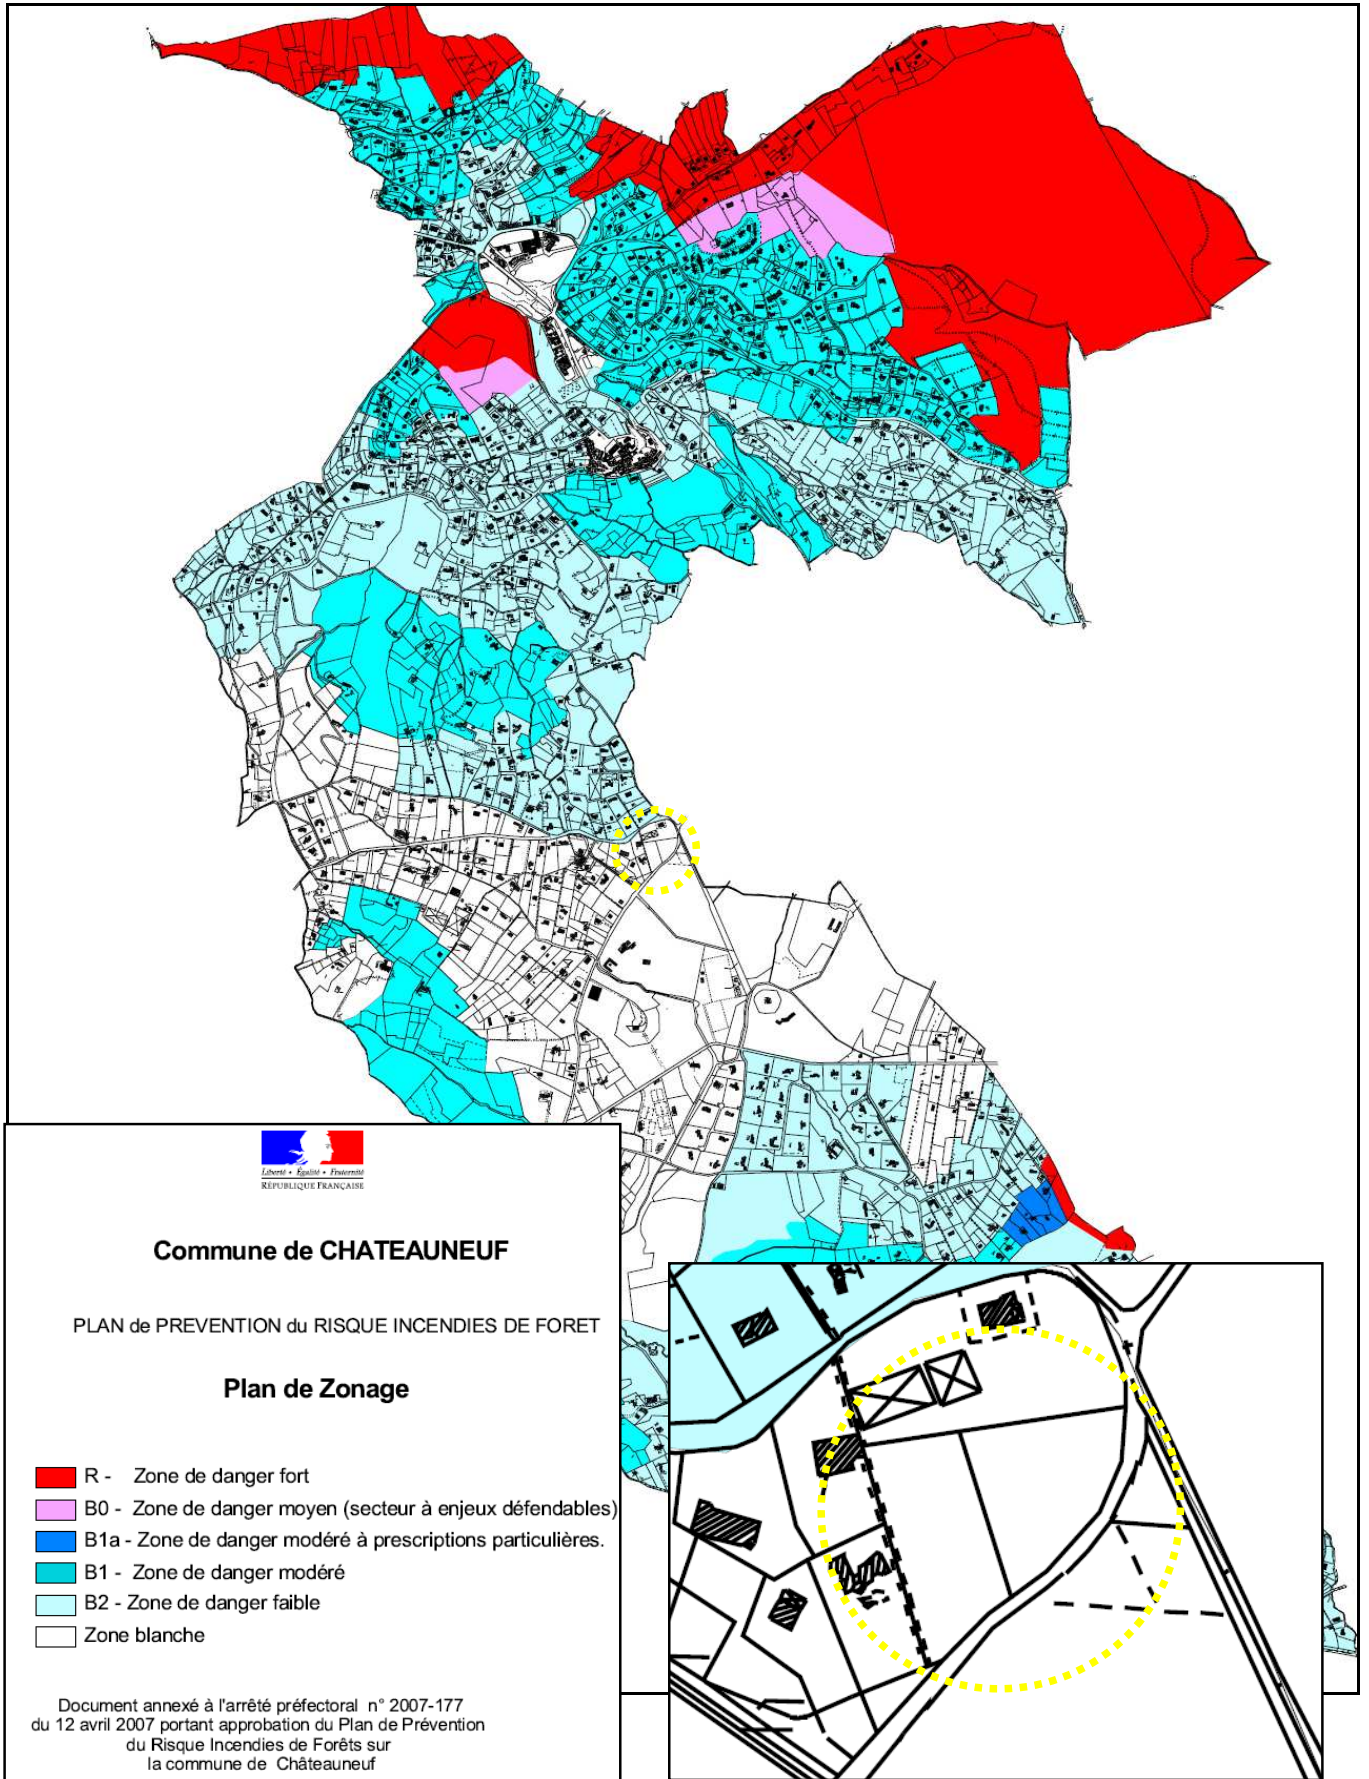 Liberté • Égalité • Fraternité
RÉPUBLIQUE FRANÇAISE
Commune de CHATEAUNEUF
PLAN de PREVENTION du RISQUE INCENDIES DE FORET
Plan de Zonage
R - Zone de danger fort
B0 - Zone de danger moyen (secteur à enjeux défendables)
B1a - Zone de danger modéré à prescriptions particulières.
B1 - Zone de danger modéré
B2 - Zone de danger faible
Zone blanche
Document annexé à l'arrêté préfectoral n° 2007-177
du 12 avril 2007 portant approbation du Plan de Prévention
du Risque Incendies de Forêts sur
la commune de Châteauneuf